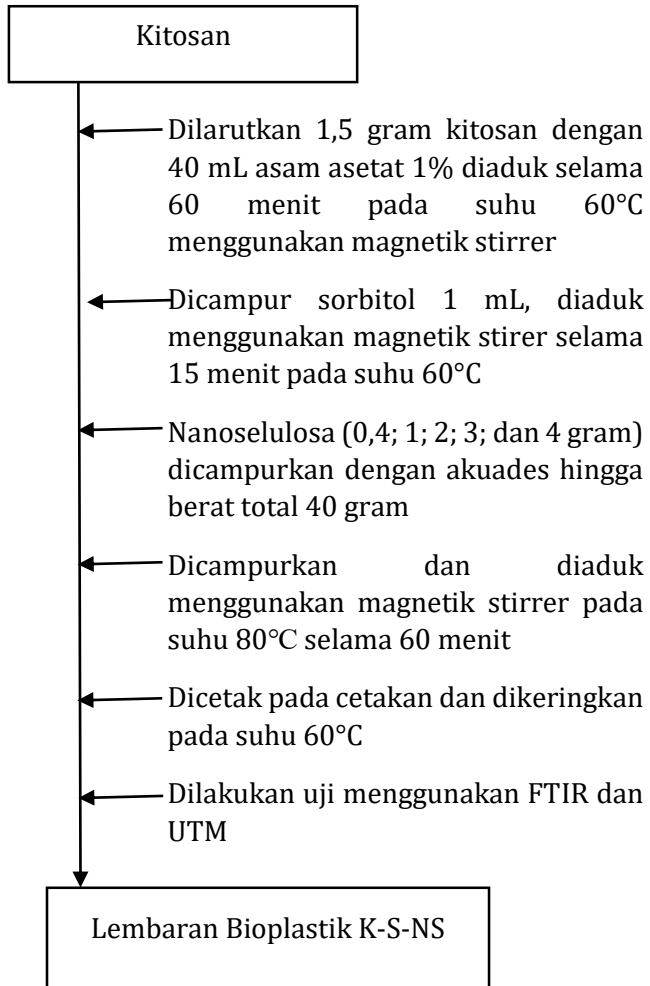 Kitosan
Dilarutkan 1,5 gram kitosan dengan
40 mL asam asetat 1% diaduk selama
60 menit pada suhu 60°C
menggunakan magnetik stirrer
Dicampur sorbitol 1 mL, diaduk
menggunakan magnetik stirer selama
15 menit pada suhu 60°C
Nanoselulosa (0,4; 1; 2; 3; dan 4 gram)
dicampurkan dengan akuades hingga
berat total 40 gram
Dicampurkan dan diaduk
menggunakan magnetik stirrer pada
suhu 80°C selama 60 menit
Dicetak pada cetakan dan dikeringkan
pada suhu 60°C
Dilakukan uji menggunakan FTIR dan
UTM
Lembaran Bioplastik K-S-NS